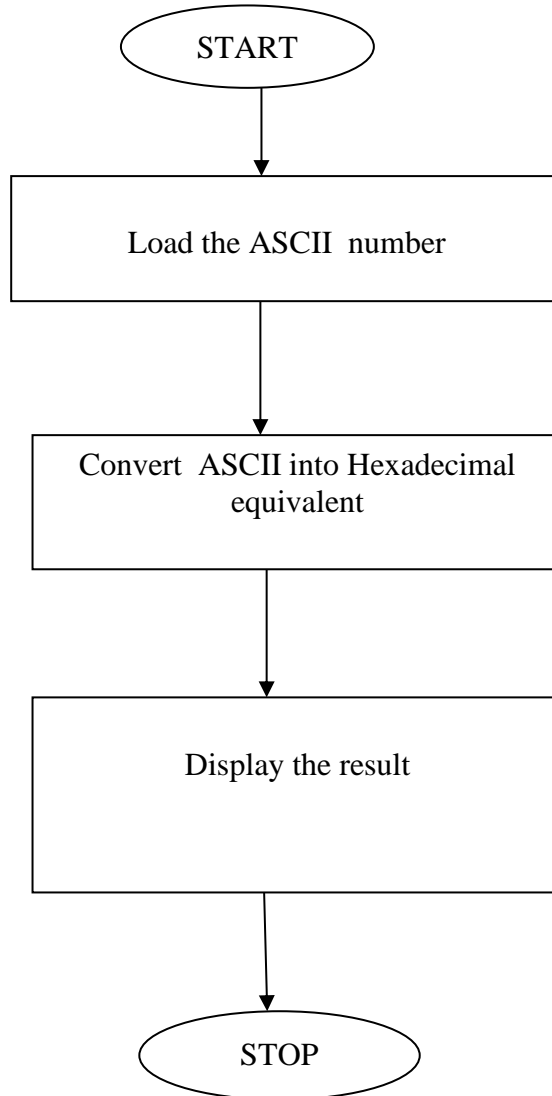 START
Load the ASCII  number
Convert  ASCII into Hexadecimal
equivalent
Display the result
STOP